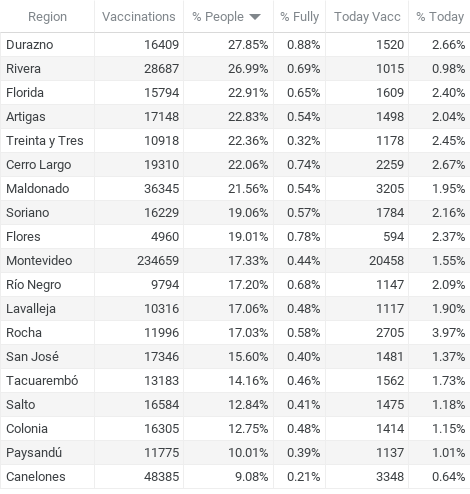 Region Vaccinations % People % Fully Today Vacc % Today
Durazno 16409 27.85% 0.88% 1520 2.66%
Rivera 28687 26.99% 0.69% 1015 0.98%
Florida 15794 22.91% 0.65% 1609 2.40%
Artigas 17148 22.83% 0.54% 1498 2.04%
Treinta y Tres 10918 22.36% 0.32% 1178 2.45%
Cerro Largo 19310 22.06% 0.74% 2259 2.67%
Maldonado 36345 21.56% 0.54% 3205 1.95%
Soriano 16229 19.06% 0.57% 1784 2.16%
Flores 4960 19.01% 0.78% 594 2.37%
Montevideo 234659 17.33% 0.44% 20458 1.55%
Río Negro 9794 17.20% 0.68% 1147 2.09%
Lavalleja 10316 17.06% 0.48% 1117 1.90%
Rocha 11996 17.03% 0.58% 2705 3.97%
San José 17346 15.60% 0.40% 1481 1.37%
Tacuarembó 13183 14.16% 0.46% 1562 1.73%
Salto 16584 12.84% 0.41% 1475 1.18%
Colonia 16305 12.75% 0.48% 1414 1.15%
Paysandú 11775 10.01% 0.39% 1137 1.01%
Canelones 48385 9.08% 0.21% 3348 0.64%